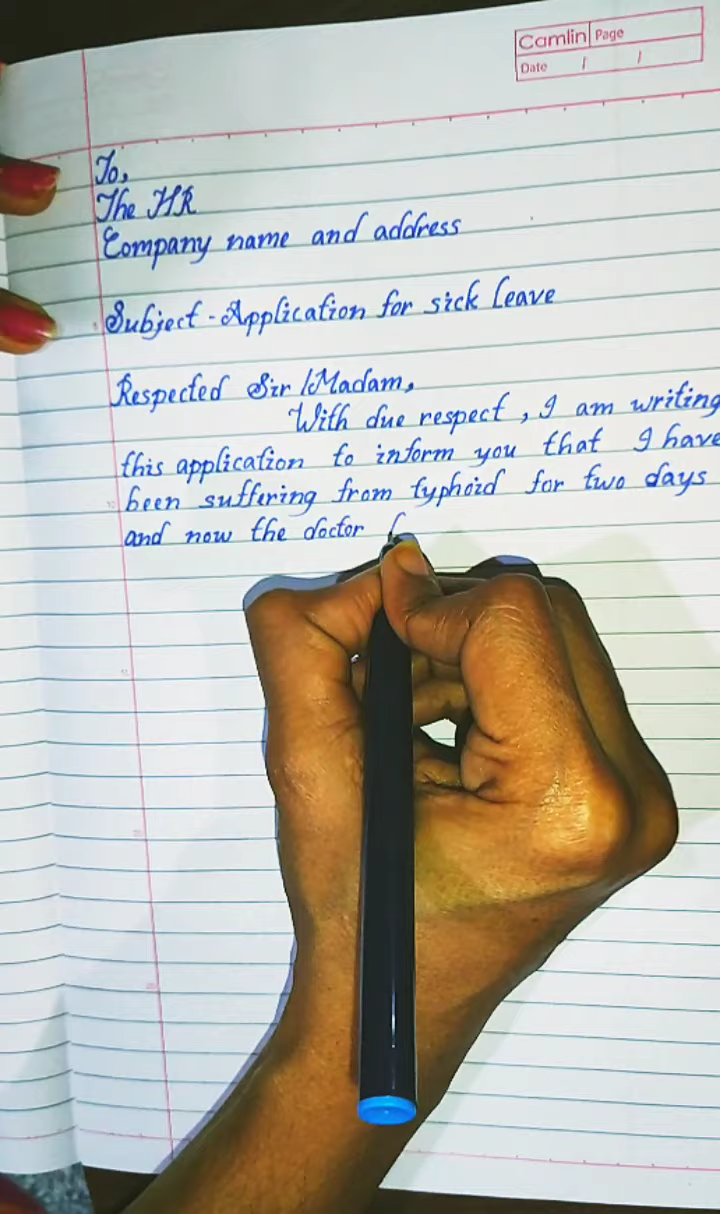 Camlin Page
Date / /
To,
The HR
Company name and address
Subject - Application for sick leave
Respected Sir / Madam,
With due respect, I am writing
this application to inform you that I have
been suffering from typhoid for two days
and now the doctor